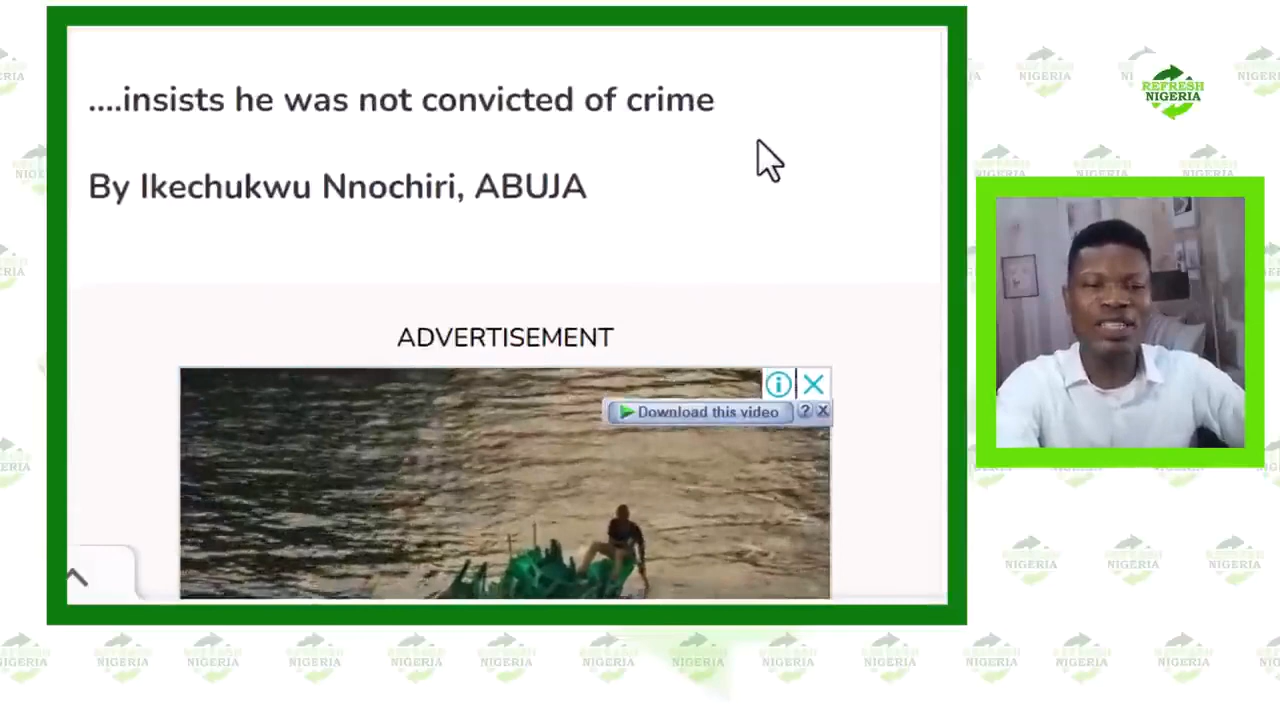 ....insists he was not convicted of crime
By Ikechukwu Nnochiri, ABUJA
ADVERTISEMENT
Download this video
?
REFRESH
NIGERIA